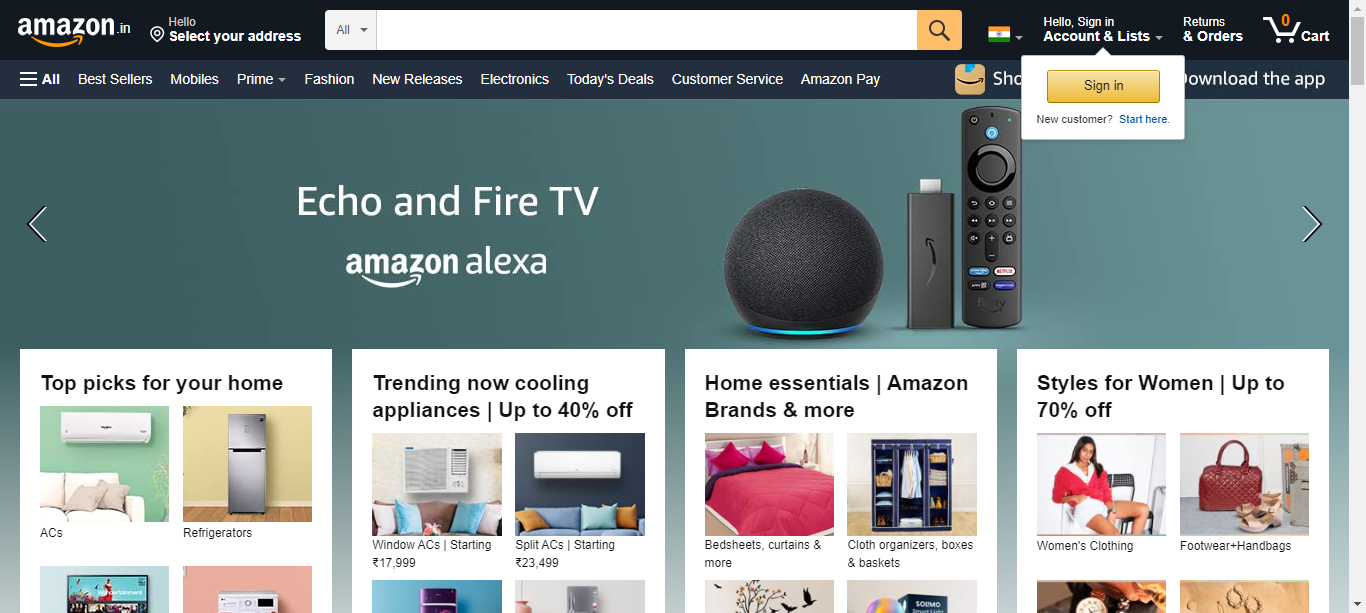 amazon.in
Hello
Select your address
All
Hello, Sign in
Account & Lists
Returns
& Orders
0
Cart
All
Best Sellers
Mobiles
Prime
Fashion
New Releases
Electronics
Today's Deals
Customer Service
Amazon Pay
Sho
Download the app
Sign in
New customer? Start here.
Echo and Fire TV
amazon alexa
Top picks for your home
ACs
Refrigerators
Trending now cooling
appliances | Up to 40% off
Window ACs | Starting
₹17,999
Split ACs | Starting
₹23,499
Home essentials | Amazon
Brands & more
Bedsheets, curtains &
more
Cloth organizers, boxes
& baskets
SOLIMO
Styles for Women | Up to
70% off
Women's Clothing
Footwear+Handbags